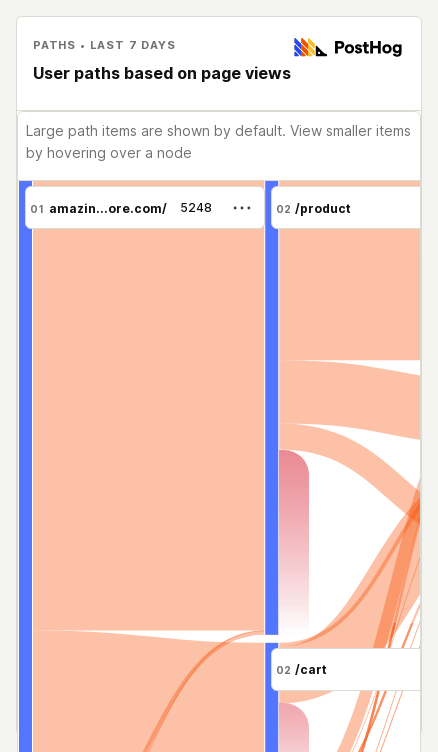 PATHS • LAST 7 DAYS
PostHog
User paths based on page views
Large path items are shown by default. View smaller items
by hovering over a node
01 amazin...ore.com/ 5248 •••
02 /product
02 /cart